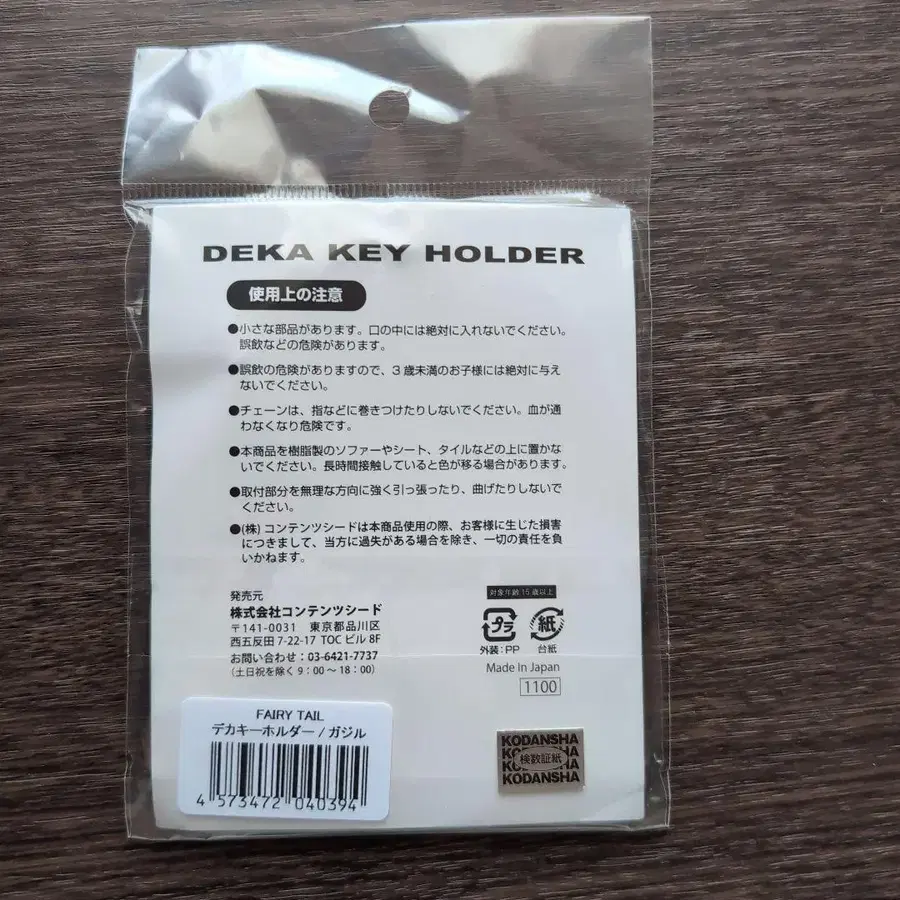 DEKA KEY HOLDER
使用上の注意
●小さな部品があります。口の中には絶対に入れないでください。
誤飲などの危険があります。
●誤飲の危険がありますので、3歳未満のお子様には絶対に与え
ないでください。
●チェーンは、指などに巻きつけたりしないでください。血が通
わなくなり危険です。
●本商品を樹脂製のソファーやシート、タイルなどの上に置かな
いでください。長時間接触していると色が移る場合があります。
●取付部分を無理な方向に強く引っ張ったり、曲げたりしないで
ください。
●(株)コンテンツシードは本商品使用の際、お客様に生じた損害
につきまして、当方に過失がある場合を除き、一切の責任を負
いかねます。
発売元
株式会社コンテンツシード
〒141-0031 東京都品川区
西五反田7-22-17 TOCビル8F
お問い合わせ:03-6421-7737
(土日祝を除く9:00~18:00)
対象年齢15歳以上
プラ 紙
外装:PP 台紙
Made In Japan
1100
FAIRY TAIL
デカキーホルダー/ガジル
4 573472 040394
KODANSHA
検数証紙
KODANSHA